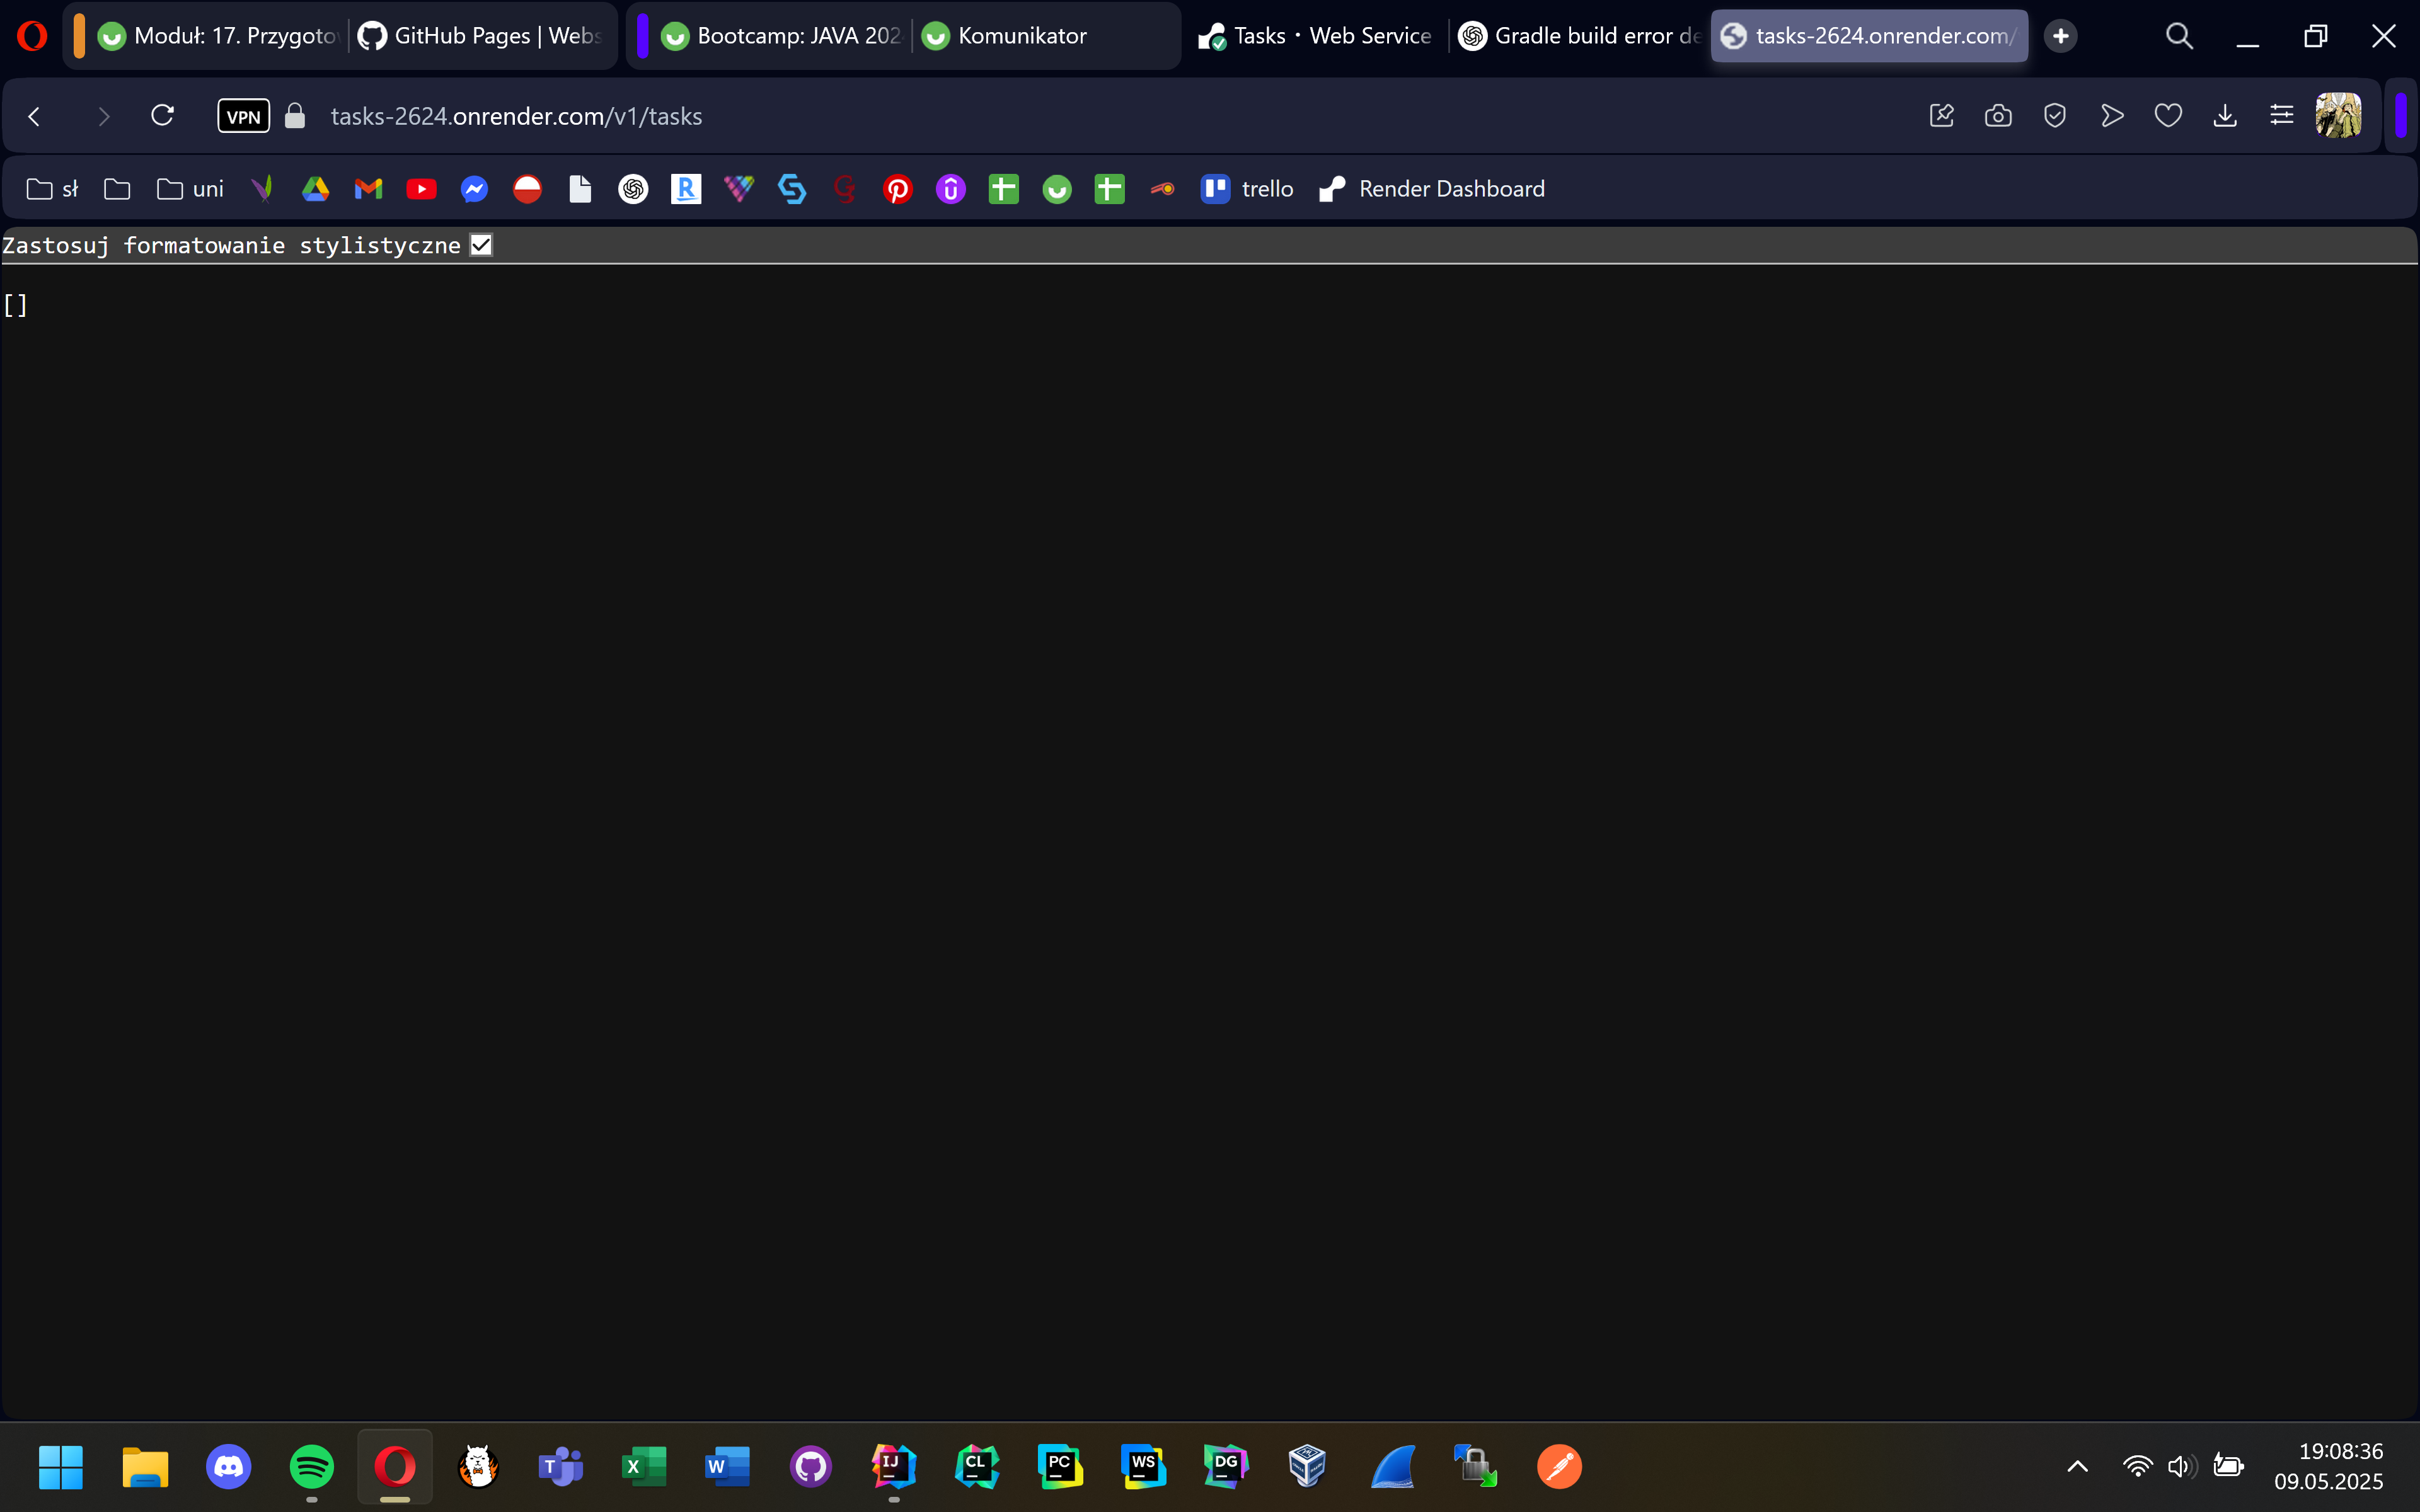 Moduł: 17. Przygoto
GitHub Pages | Webs
Bootcamp: JAVA 202
Komunikator
Tasks • Web Service
Gradle build error de
tasks-2624.onrender.com/
VPN
tasks-2624.onrender.com/v1/tasks
sł
uni
trello
Render Dashboard
Zastosuj formatowanie stylistyczne
[]
19:08:36
09.05.2025